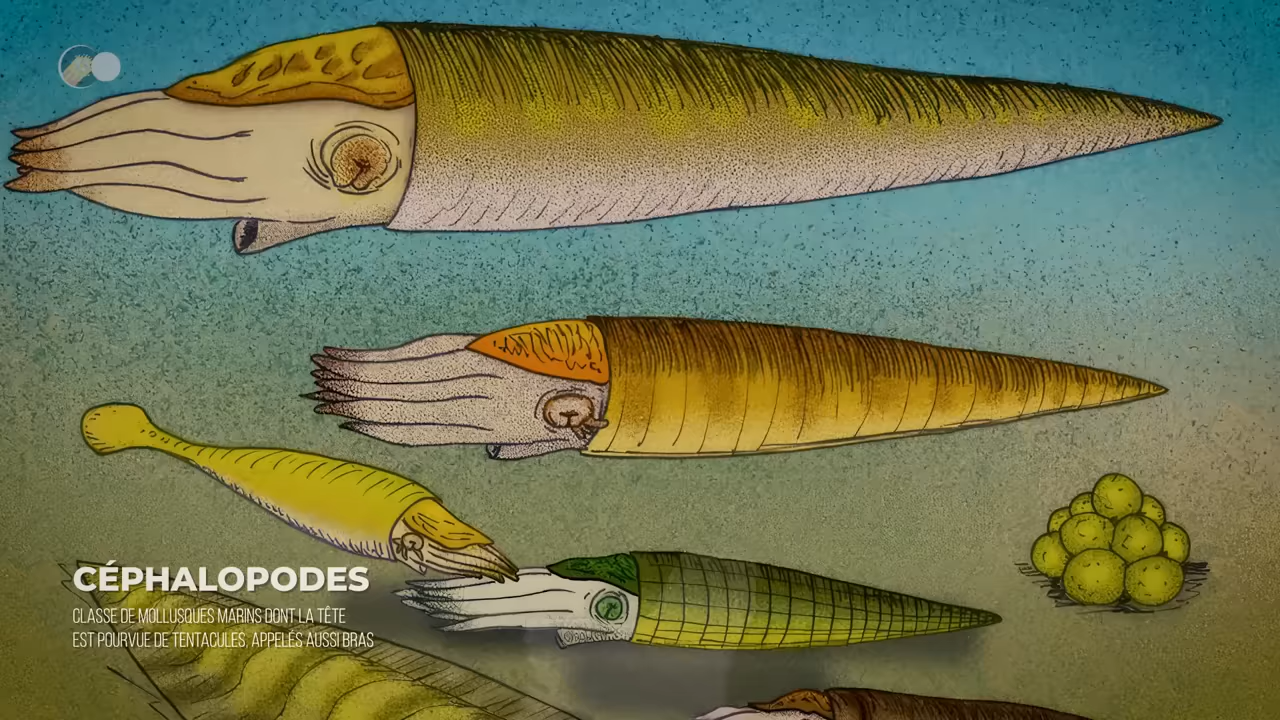 CÉPHALOPODES
CLASSE DE MOLLUSQUES MARINS DONT LA TÊTE
EST POURVUE DE TENTACULES, APPELÉS AUSSI BRAS